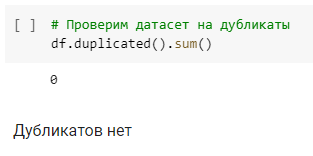 [ ] # Проверим датасет на дубликаты
df.duplicated().sum()
0
Дубликатов нет